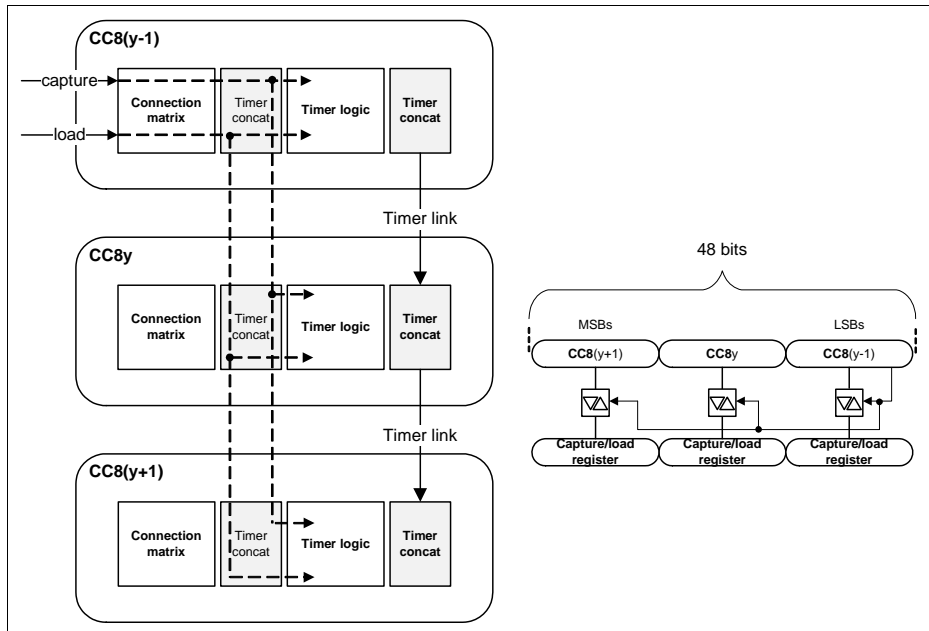 CC8(y-1)
capture
load
Connection
matrix
Timer
concat
Timer logic
Timer
concat
Timer link
CC8y
Connection
matrix
Timer
concat
Timer logic
Timer
concat
Timer link
CC8(y+1)
Connection
matrix
Timer
concat
Timer logic
Timer
concat
48 bits
MSBs
LSBs
CC8(y+1)
CC8y
CC8(y-1)
Capture/load
register
Capture/load
register
Capture/load
register